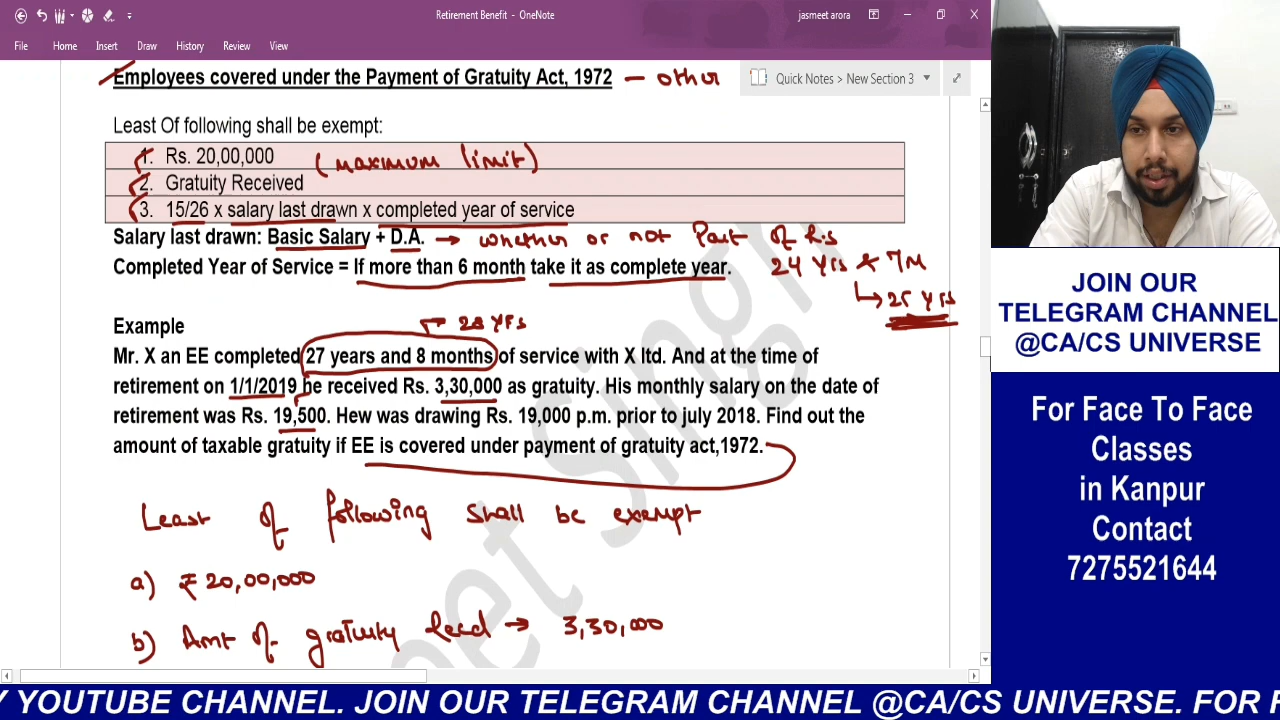 Retirement Benefit - OneNote
jasmeet arora
File Home Insert Draw History Review View
Quick Notes > New Section 3
Employees covered under the Payment of Gratuity Act, 1972 — other
Least Of following shall be exempt:
1. Rs. 20,00,000 (maximum limit)
2. Gratuity Received
3. 15/26 x salary last drawn x completed year of service
Salary last drawn: Basic Salary + D.A. → whether or not Part of his
Completed Year of Service = If more than 6 month take it as complete year. 24 yrs & 7M
→ 25 yrs
Example
→ 28 yrs
Mr. X an EE completed 27 years and 8 months of service with X ltd. And at the time of
retirement on 1/1/2019 he received Rs. 3,30,000 as gratuity. His monthly salary on the date of
retirement was Rs. 19,500. Hew was drawing Rs. 19,000 p.m. prior to july 2018. Find out the
amount of taxable gratuity if EE is covered under payment of gratuity act,1972.
Least of following shall be exempt
a) ₹ 20,00,000
b) Amt of gratuity → 3,30,000
JOIN OUR
TELEGRAM CHANNEL
@CA/CS UNIVERSE
For Face To Face
Classes
in Kanpur
Contact
7275521644
Y YOUTUBE CHANNEL. JOIN OUR TELEGRAM CHANNEL @CA/CS UNIVERSE. FOR F